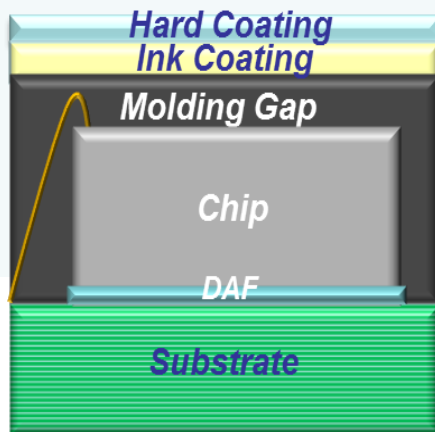 Hard Coating
Ink Coating
Molding Gap
Chip
DAF
Substrate